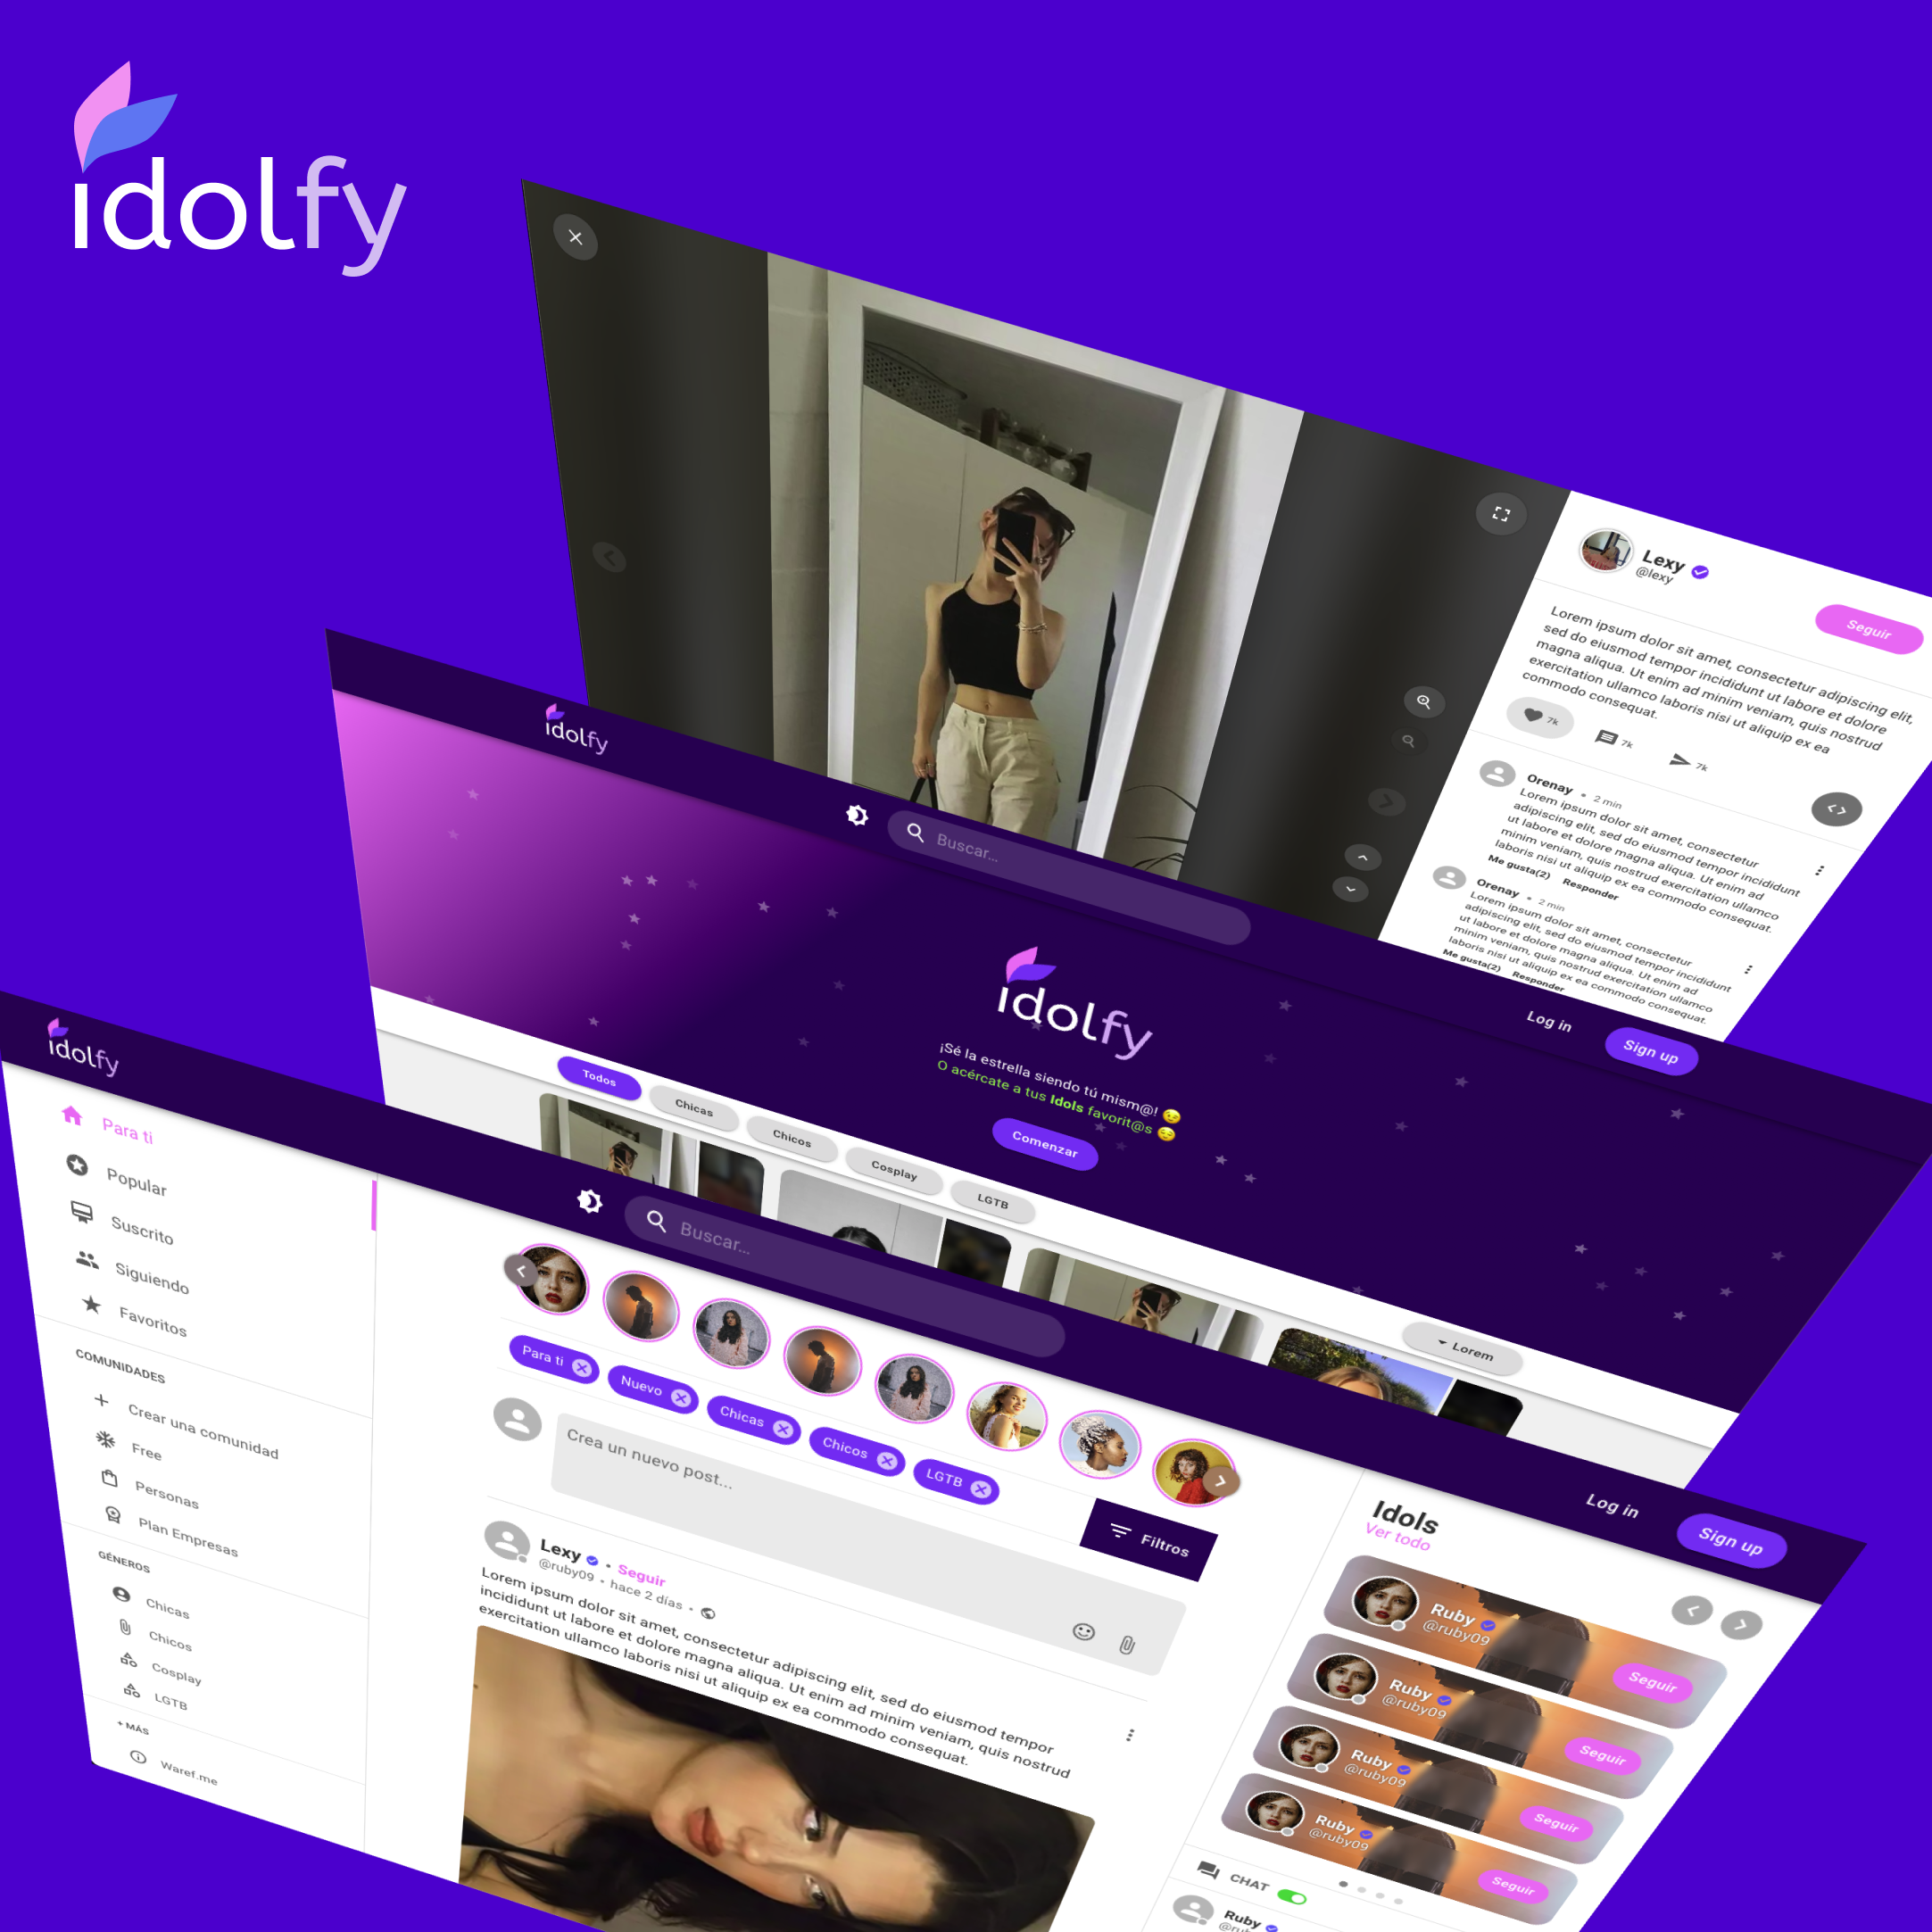 idolfy
Lexy
@lexy
Seguir
Lorem ipsum dolor sit amet, consectetur adipiscing elit,
sed do eiusmod tempor incididunt ut labore et dolore
magna aliqua. Ut enim ad minim veniam, quis nostrud
exercitation ullamco laboris nisi ut aliquip ex ea
commodo consequat.
7k
7k
7k
Orenay • 2 min
Lorem ipsum dolor sit amet, consectetur
adipiscing elit, sed do eiusmod tempor incididunt
ut labore et dolore magna aliqua. Ut enim ad
minim veniam, quis nostrud exercitation ullamco
laboris nisi ut aliquip ex ea commodo consequat.
Me gusta(2) Responder
Orenay • 2 min
Lorem ipsum dolor sit amet, consectetur
adipiscing elit, sed do eiusmod tempor incididunt
ut labore et dolore magna aliqua. Ut enim ad
minim veniam, quis nostrud exercitation ullamco
laboris nisi ut aliquip ex ea commodo consequat.
Me gusta(2) Responder
idolfy
Buscar...
Log in
Sign up
idolfy
¡Sé la estrella siendo tú mism@! 😉
O acércate a tus Idols favorit@s 😌
Comenzar
Todos
Chicas
Chicos
Cosplay
LGTB
Lorem
idolfy
Buscar...
Log in
Sign up
Para ti
Popular
Suscrito
Siguiendo
Favoritos
COMUNIDADES
Crear una comunidad
Free
Personas
Plan Empresas
GÉNEROS
Chicas
Chicos
Cosplay
LGTB
+ MÁS
Waref.me
Para ti
Nuevo
Chicas
Chicos
LGTB
Filtros
Crea un nuevo post...
Lexy • Seguir
@ruby09 • hace 2 días •
Lorem ipsum dolor sit amet, consectetur adipiscing elit, sed do eiusmod tempor
incididunt ut labore et dolore magna aliqua. Ut enim ad minim veniam, quis nostrud
exercitation ullamco laboris nisi ut aliquip ex ea commodo consequat.
Idols
Ver todo
Ruby
@ruby09
Seguir
Ruby
@ruby09
Seguir
Ruby
@ruby09
Seguir
Ruby
@ruby09
Seguir
CHAT
Ruby